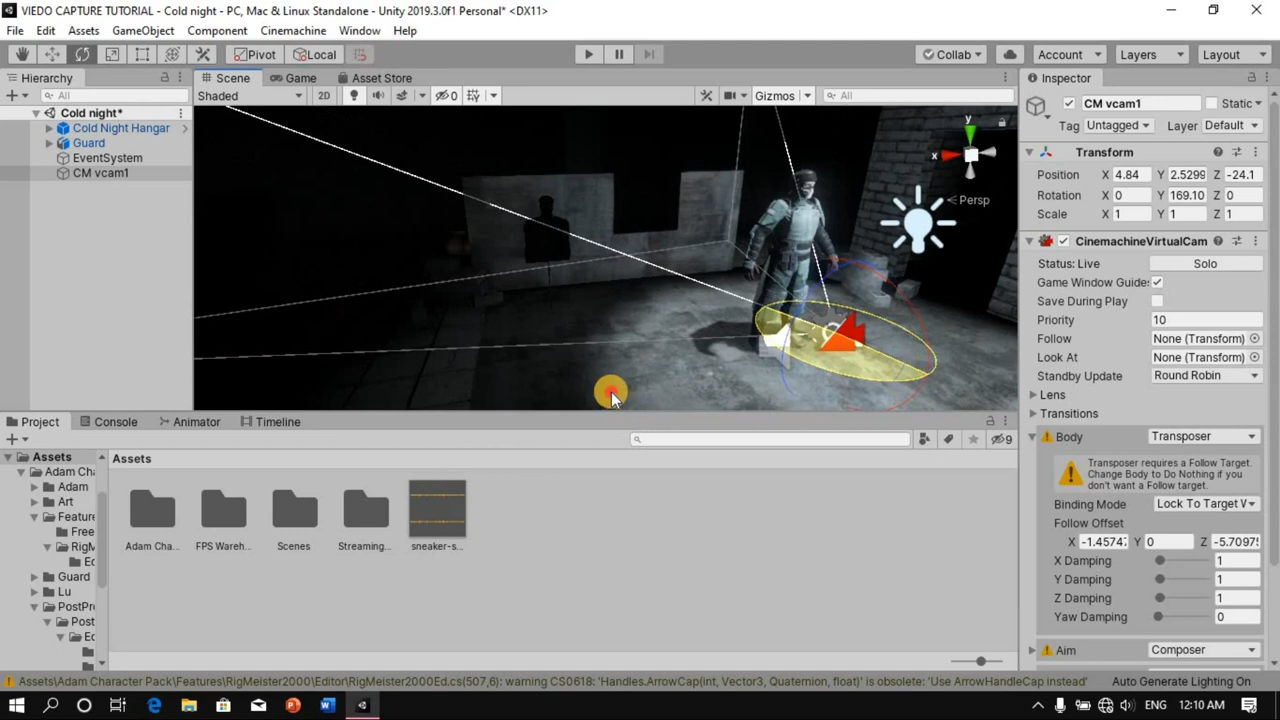 VIEDO CAPTURE TUTORIAL - Cold night - PC, Mac & Linux Standalone - Unity 2019.3.0f1 Personal* <DX11>
File Edit Assets GameObject Component Cinemachine Window Help
Pivot Local Collab Account Layers Layout
Hierarchy Scene Game Asset Store Inspector
All Shaded 2D 0 Gizmos All CM vcam1 Static
Cold night* Tag Untagged Layer Default
Cold Night Hangar
Guard
EventSystem
CM vcam1
y
x
Persp
Transform
Position X 4.84 Y 2.5299 Z -24.1
Rotation X 0 Y 169.10 Z 0
Scale X 1 Y 1 Z 1
CinemachineVirtualCam
Status: Live Solo
Game Window Guide:
Save During Play
Priority 10
Follow None (Transform)
Look At None (Transform)
Standby Update Round Robin
Lens
Transitions
Body Transposer
Transposer requires a Follow Target.
Change Body to Do Nothing if you
don't want a Follow target.
Binding Mode Lock To Target V
Follow Offset
X -1.4574 Y 0 Z -5.7097
X Damping 1
Y Damping 1
Z Damping 1
Yaw Damping 0
Aim Composer
Project Console Animator Timeline
9
Assets
Adam Cha
Adam
Art
Feature
Free
RigM
Ed
Guard
Lu
PostPro
Post
Ed
Assets
Adam Cha... FPS Wareh... Scenes Streaming... sneaker-s...
Assets\Adam Character Pack\Features\RigMeister2000\Editor\RigMeister2000Ed.cs(507,6): warning CS0618: 'Handles.ArrowCap(int, Vector3, Quaternion, float)' is obsolete: 'Use ArrowHandleCap instead' Auto Generate Lighting On
12:10 AM